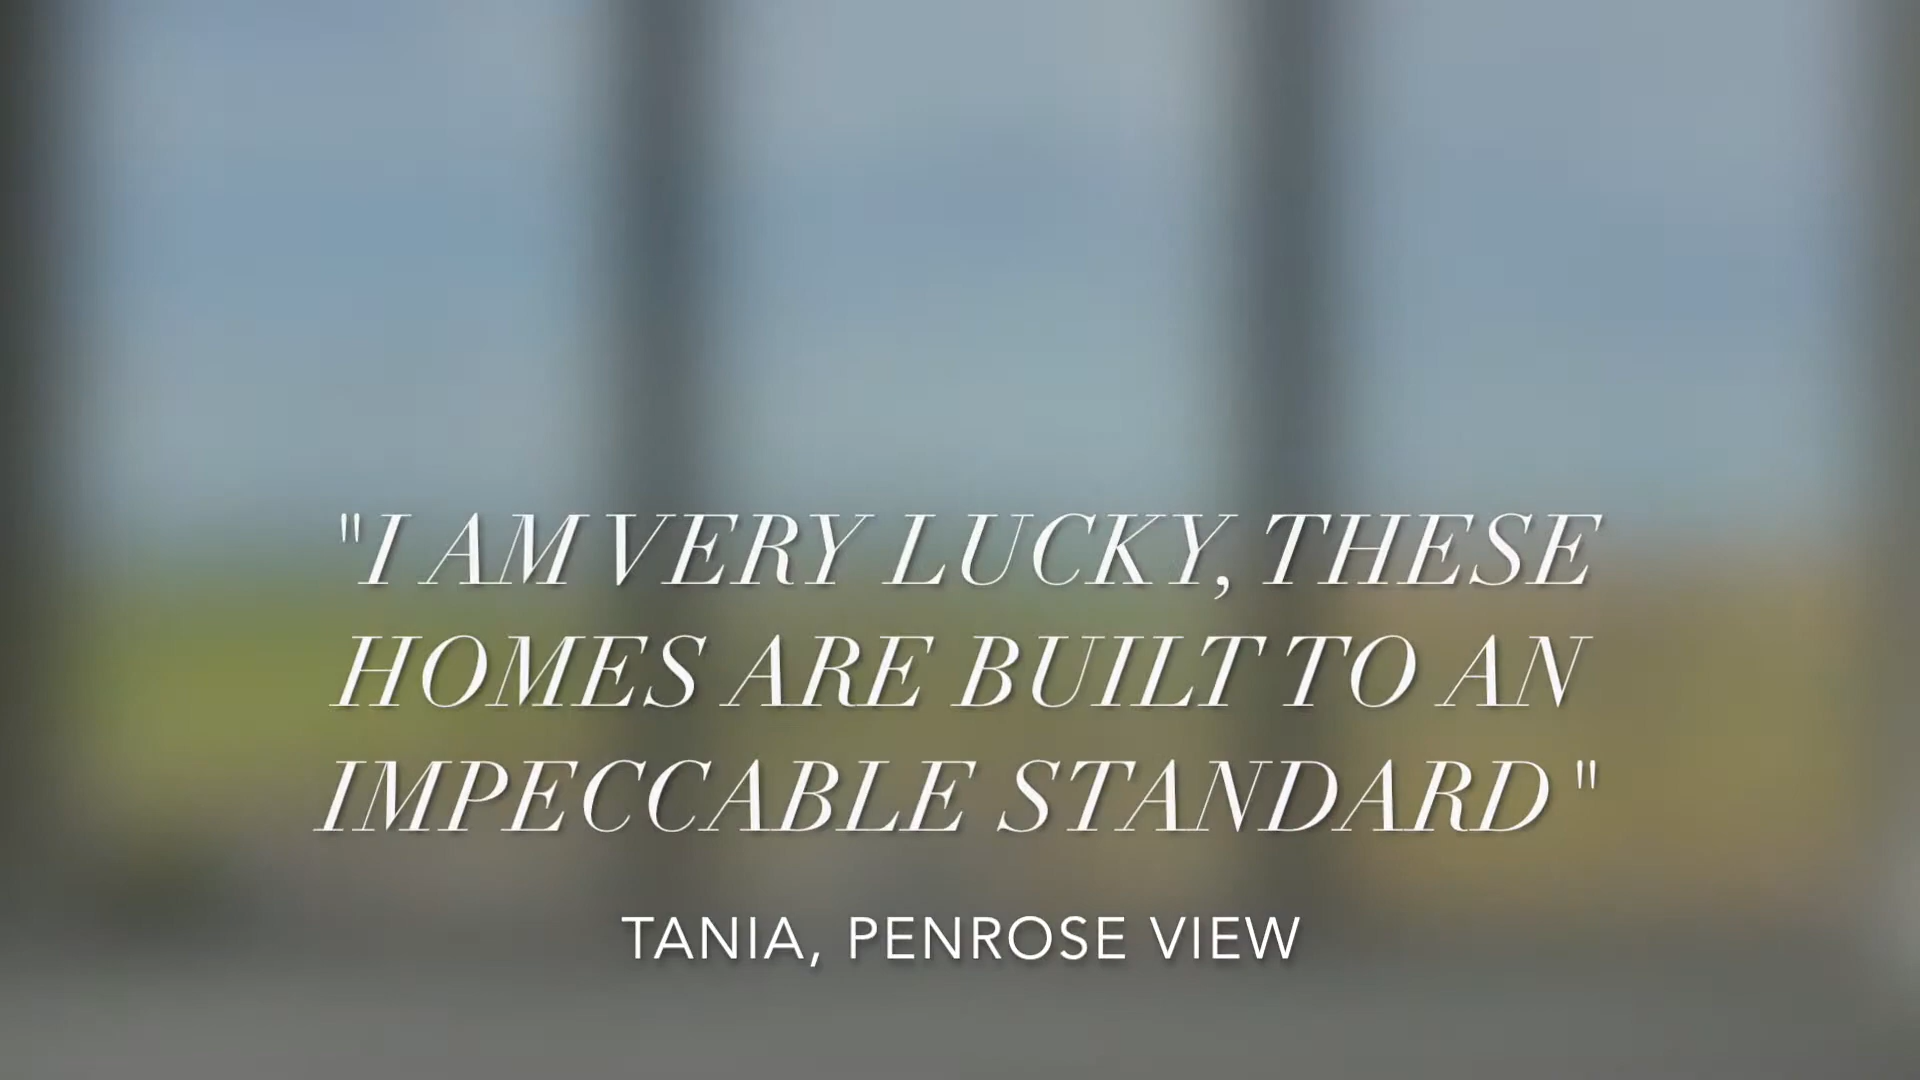 "I AM VERY LUCKY, THESE
HOMES ARE BUILT TO AN
IMPECCABLE STANDARD "
TANIA, PENROSE VIEW